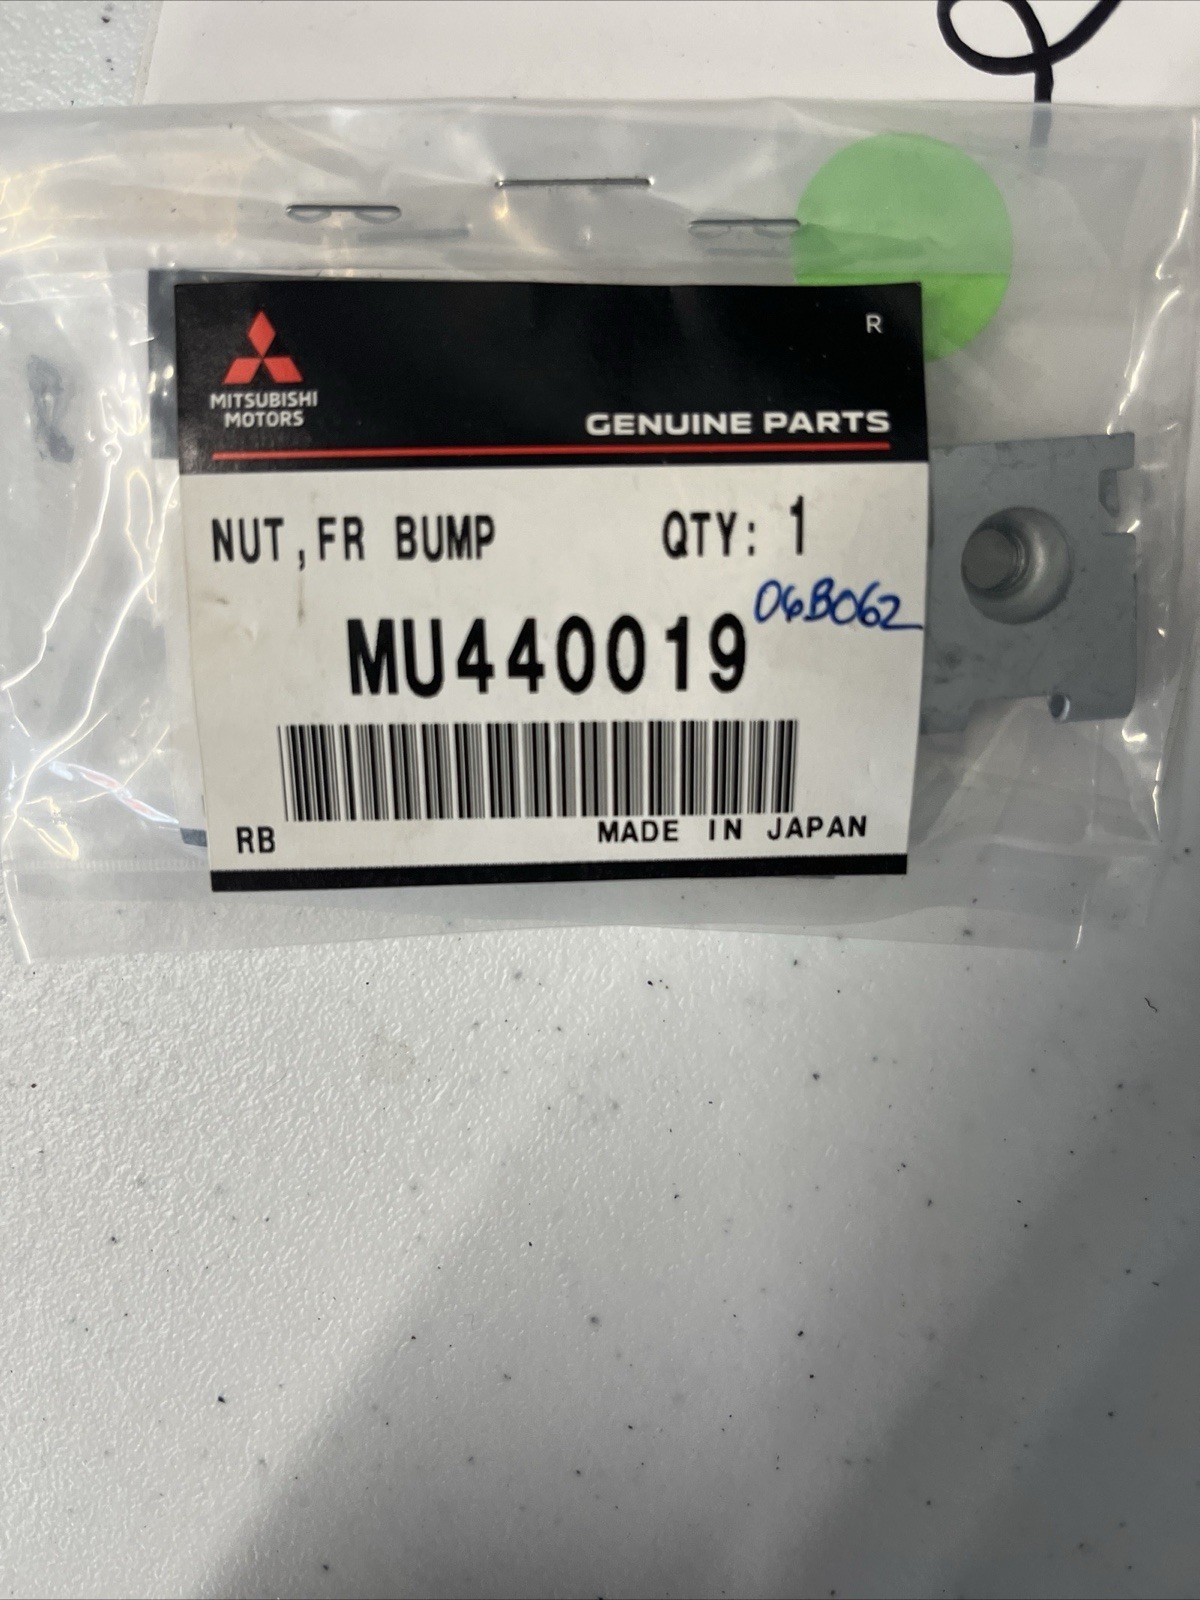 R
MITSUBISHI
MOTORS
GENUINE PARTS
NUT,FR BUMP QTY: 1
06B062
MU440019
RB MADE IN JAPAN